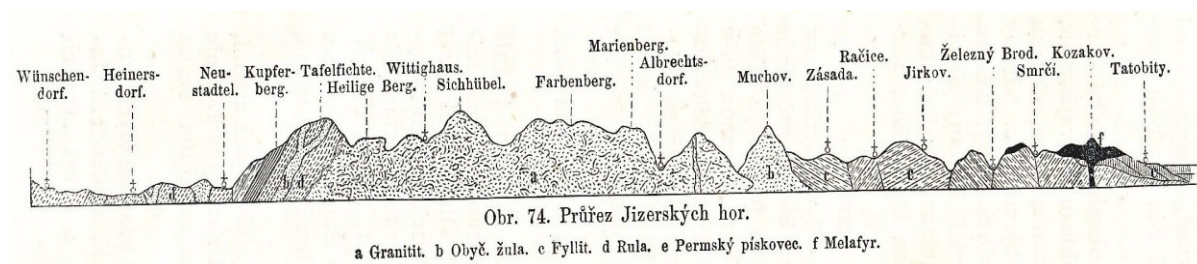 Wünschen-
dorf.
Heiners-
dorf.
Neu-
stadtel.
Kupfer-
berg.
Tafelfichte.
Heilige Berg.
Wittighaus.
Sichhübel.
Farbenberg.
Marienberg.
Albrechts-
dorf.
Muchov.
Zásada.
Račice.
Jirkov.
Železný Brod.
Smrči.
Kozakov.
Tatobity.
d
b d
a
b
c
c
f
e
Obr. 74. Průřez Jizerských hor.
a Granitit. b Obyč. žula. c Fyllit. d Rula. e Permský pískovec. f Melafyr.